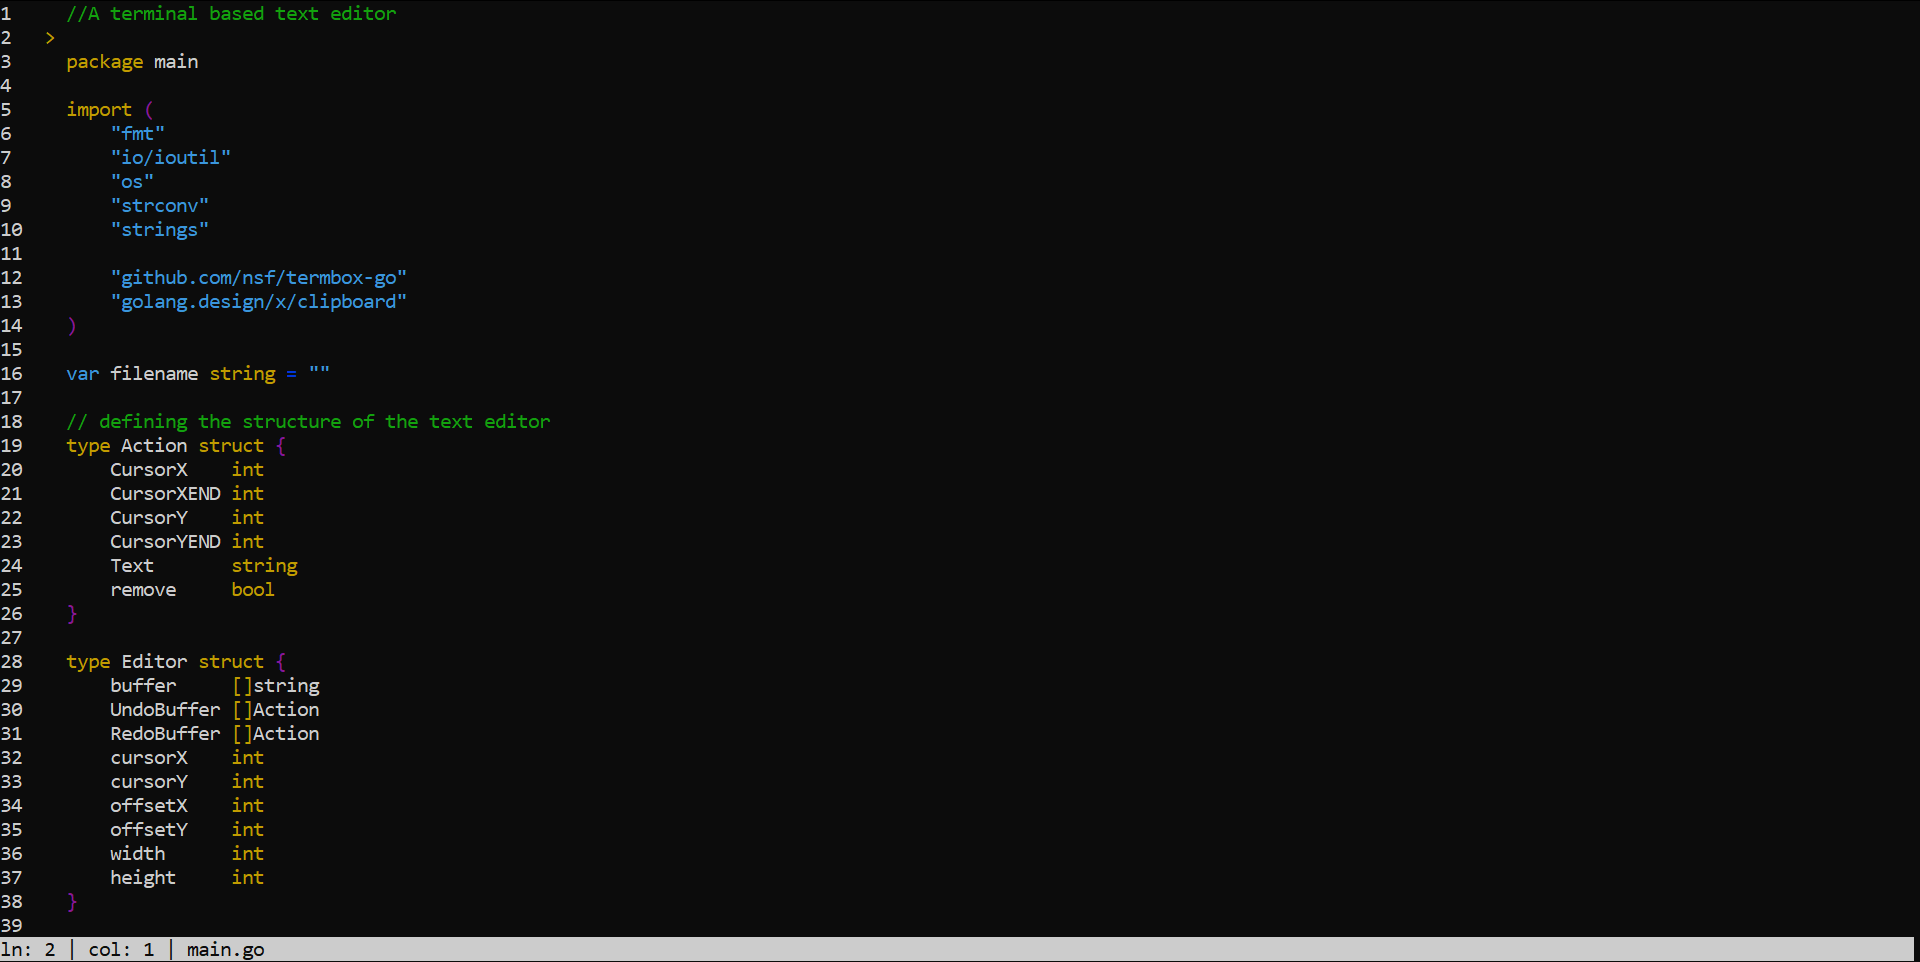 1 //A terminal based text editor
2 >
3 package main
4
5 import (
6 "fmt"
7 "io/ioutil"
8 "os"
9 "strconv"
10 "strings"
11
12 "github.com/nsf/termbox-go"
13 "golang.design/x/clipboard"
14 )
15
16 var filename string = ""
17
18 // defining the structure of the text editor
19 type Action struct {
20 CursorX int
21 CursorXEND int
22 CursorY int
23 CursorYEND int
24 Text string
25 remove bool
26 }
27
28 type Editor struct {
29 buffer []string
30 UndoBuffer []Action
31 RedoBuffer []Action
32 cursorX int
33 cursorY int
34 offsetX int
35 offsetY int
36 width int
37 height int
38 }
39
ln: 2 | col: 1 | main.go